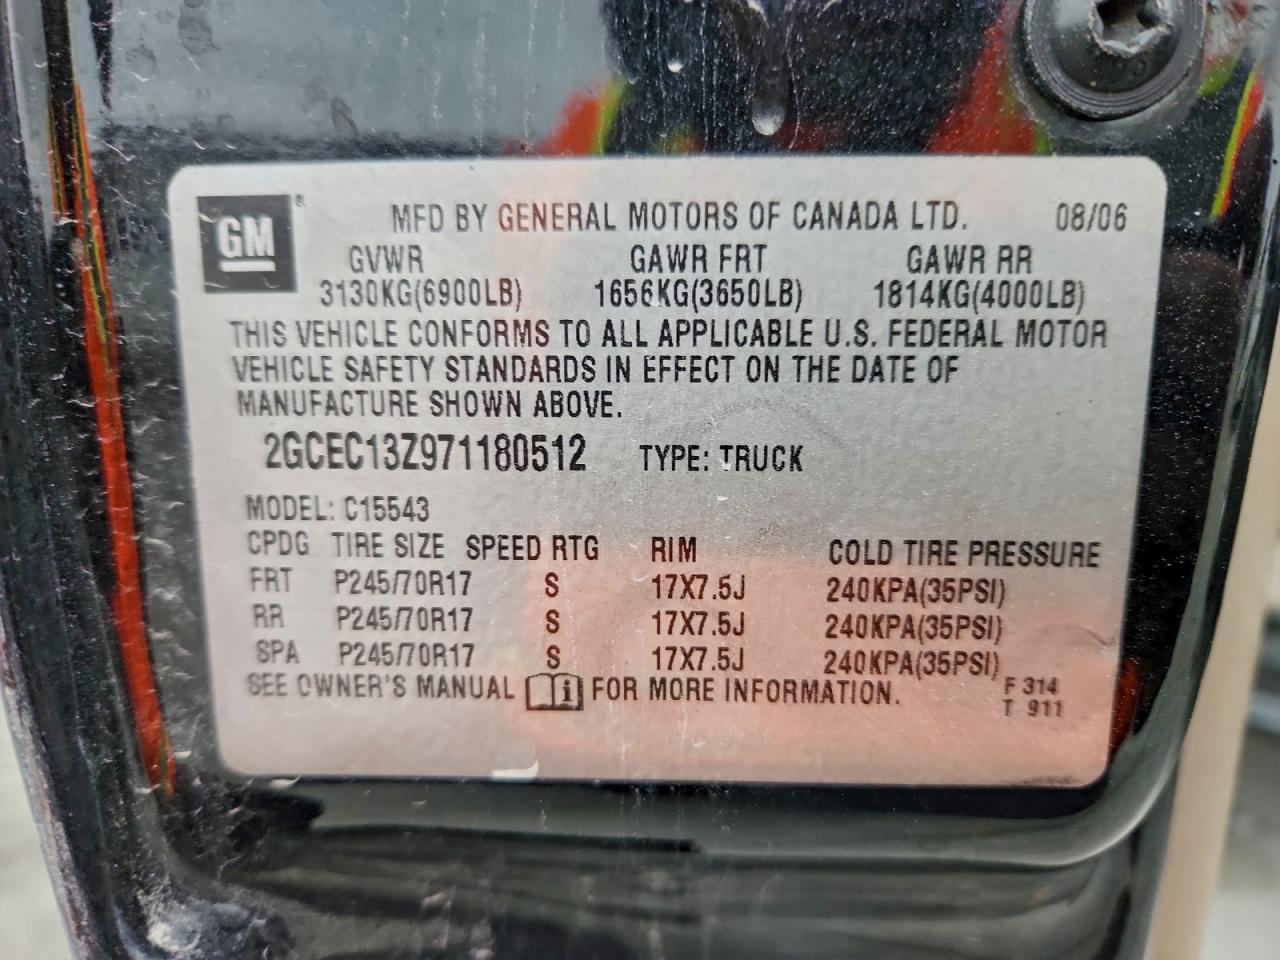 GM ®
MFD BY GENERAL MOTORS OF CANADA LTD. 08/06
GVWR GAWR FRT GAWR RR
3130KG(6900LB) 1656KG(3650LB) 1814KG(4000LB)
THIS VEHICLE CONFORMS TO ALL APPLICABLE U.S. FEDERAL MOTOR
VEHICLE SAFETY STANDARDS IN EFFECT ON THE DATE OF
MANUFACTURE SHOWN ABOVE.
2GCEC13Z971180512 TYPE: TRUCK
MODEL: C15543
CPDG TIRE SIZE SPEED RTG RIM COLD TIRE PRESSURE
FRT P245/70R17 S 17X7.5J 240KPA(35PSI)
RR P245/70R17 S 17X7.5J 240KPA(35PSI)
SPA P245/70R17 S 17X7.5J 240KPA(35PSI)
SEE OWNER'S MANUAL i FOR MORE INFORMATION. F 314
T 911